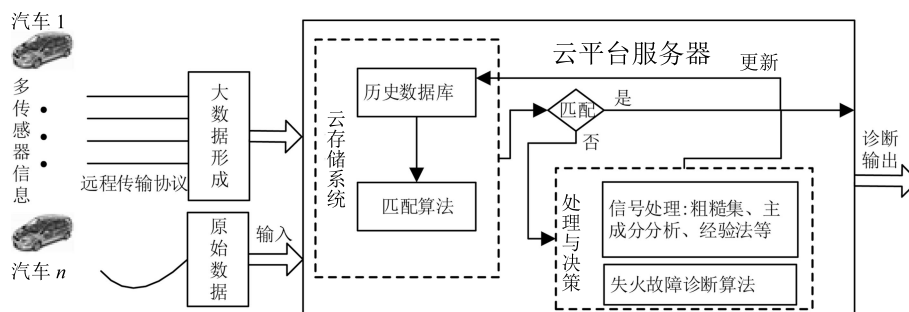 汽车 1
多传感器信息
汽车 n
远程传输协议
大数据形成
原始数据
输入
云平台服务器
云存储系统
历史数据库
匹配算法
更新
匹配
是
否
处理与决策
信号处理:粗糙集、主
成分分析、经验法等
失火故障诊断算法
诊断
输出